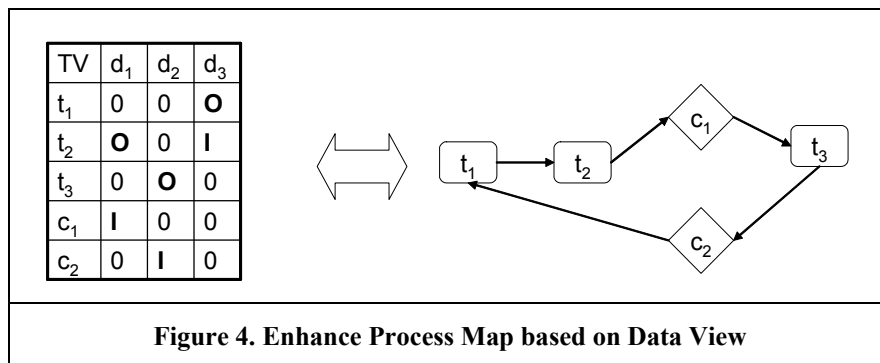 TV d₁ d₂ d₃
t₁ 0 0 O
t₂ O 0 I
t₃ 0 O 0
c₁ I 0 0
c₂ 0 I 0
t₁
t₂
c₁
t₃
c₂
Figure 4. Enhance Process Map based on Data View